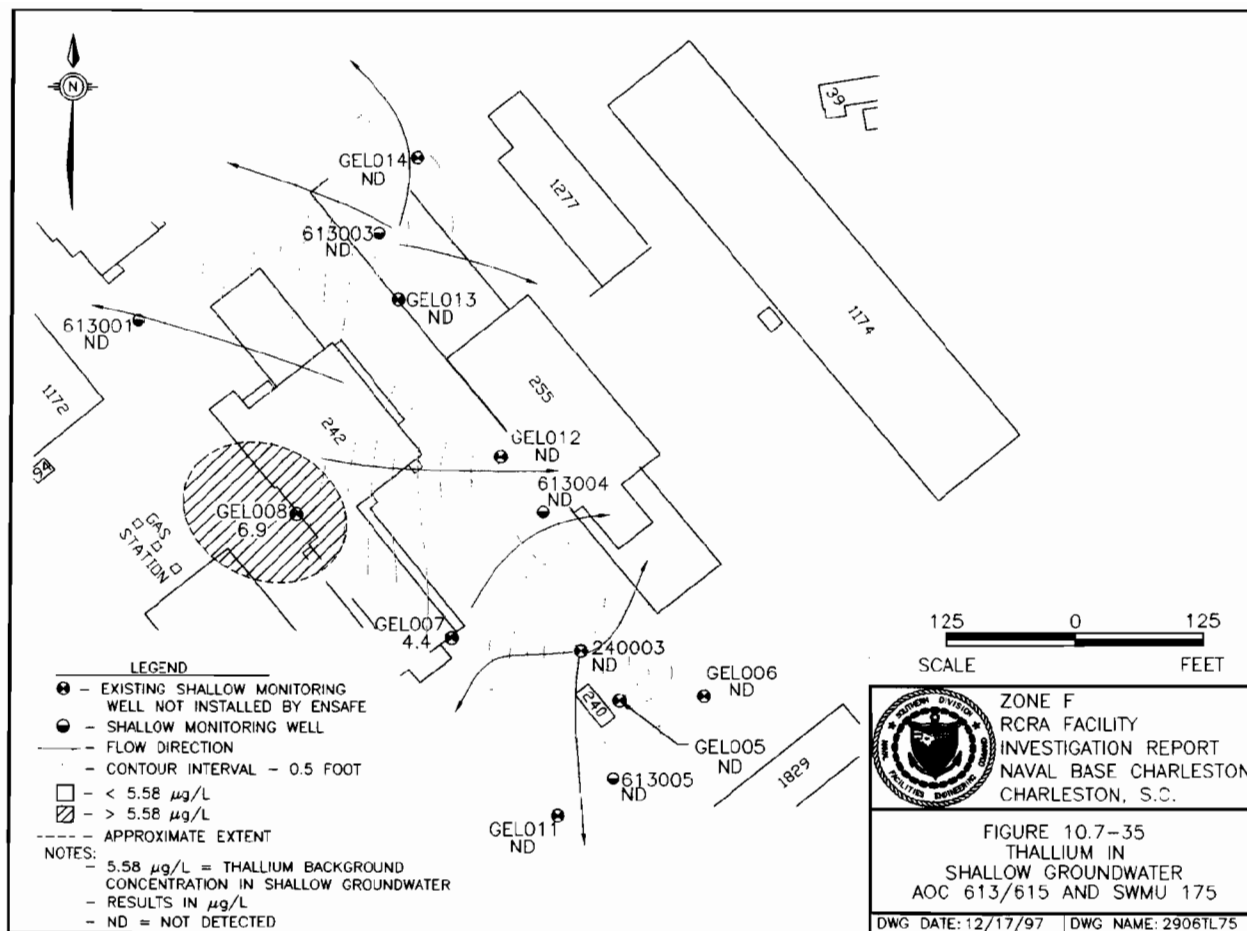 N
39
GEL014
ND
1277
613003
ND
GEL013
ND
1174
613001
ND
1172
255
242
94
GEL012
ND
613004
ND
GEL008
6.9
GAS
STATION
GEL007
4.4
240003
ND
GEL006
ND
240
GEL005
ND
613005
ND
1829
GEL011
ND
125 0 125
SCALE FEET
LEGEND
- EXISTING SHALLOW MONITORING
WELL NOT INSTALLED BY ENSAFE
- SHALLOW MONITORING WELL
- FLOW DIRECTION
- CONTOUR INTERVAL - 0.5 FOOT
- < 5.58 µg/L
- > 5.58 µg/L
- APPROXIMATE EXTENT
NOTES:
- 5.58 µg/L = THALLIUM BACKGROUND
CONCENTRATION IN SHALLOW GROUNDWATER
- RESULTS IN µg/L
- ND = NOT DETECTED
SOUTHERN DIVISION
NAVAL FACILITIES ENGINEERING COMMAND
ZONE F
RCRA FACILITY
INVESTIGATION REPORT
NAVAL BASE CHARLESTON
CHARLESTON, S.C.
FIGURE 10.7-35
THALLIUM IN
SHALLOW GROUNDWATER
AOC 613/615 AND SWMU 175
DWG DATE: 12/17/97 DWG NAME: 2906TL75